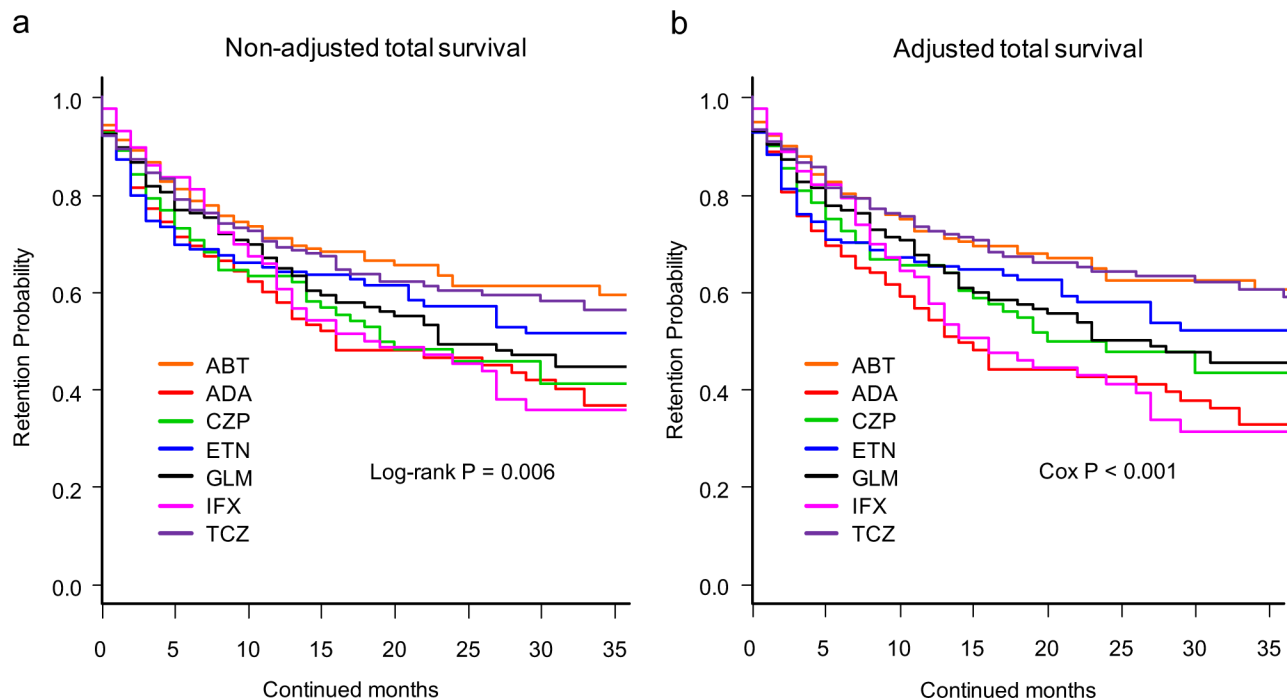 a
Non-adjusted total survival
1.0
0.8
0.6
0.4
0.2
0.0
Retention Probability
ABT
ADA
CZP
ETN
GLM
IFX
TCZ
Log-rank P = 0.006
0 5 10 15 20 25 30 35
Continued months
b
Adjusted total survival
1.0
0.8
0.6
0.4
0.2
0.0
Retention Probability
ABT
ADA
CZP
ETN
GLM
IFX
TCZ
Cox P < 0.001
0 5 10 15 20 25 30 35
Continued months